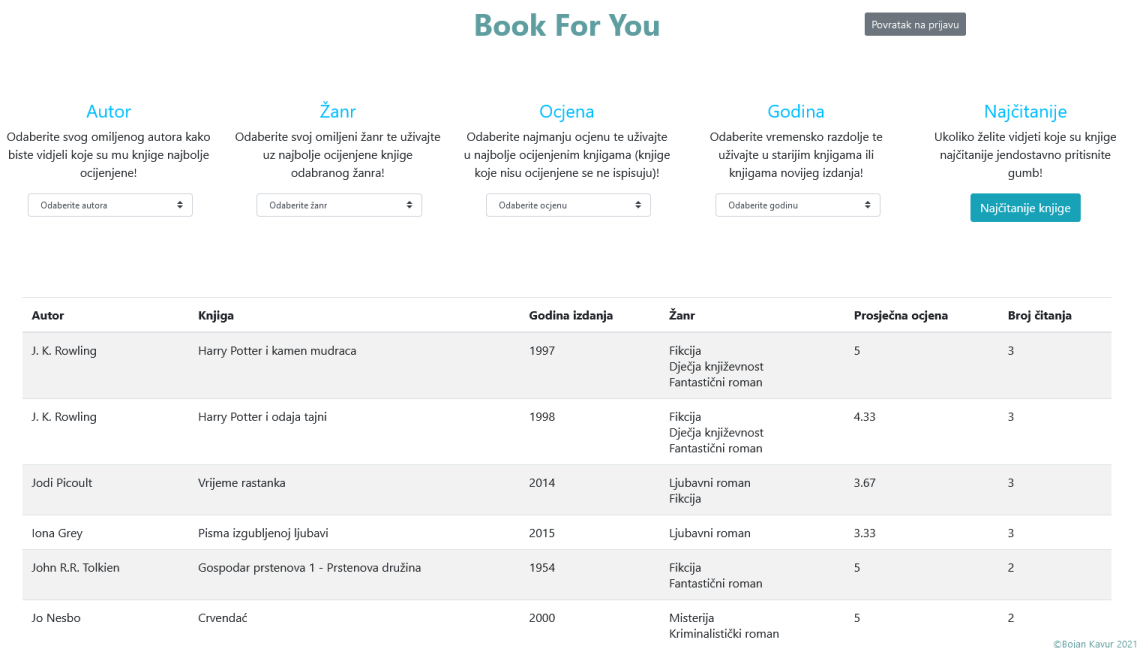 Book For You
Povratak na prijavu
Autor
Odaberite svog omiljenog autora kako
biste vidjeli koje su mu knjige najbolje
ocijenjene!
Odaberite autora
Žanr
Odaberite svoj omiljeni žanr te uživajte
uz najbolje ocijenjene knjige
odabranog žanra!
Odaberite žanr
Ocjena
Odaberite najmanju ocjenu te uživajte
u najbolje ocijenjenim knjigama (knjige
koje nisu ocijenjene se ne ispisuju)!
Odaberite ocjenu
Godina
Odaberite vremensko razdolje te
uživajte u starijim knjigama ili
knjigama novijeg izdanja!
Odaberite godinu
Najčitanije
Ukoliko želite vidjeti koje su knjige
najčitanije jendostavno pritisnite
gumb!
Najčitanije knjige
Autor Knjiga Godina izdanja Žanr Prosječna ocjena Broj čitanja
J. K. Rowling Harry Potter i kamen mudraca 1997 Fikcija 5 3
Dječja književnost
Fantastični roman
J. K. Rowling Harry Potter i odaja tajni 1998 Fikcija 4.33 3
Dječja književnost
Fantastični roman
Jodi Picoult Vrijeme rastanka 2014 Ljubavni roman 3.67 3
Fikcija
Iona Grey Pisma izgubljenoj ljubavi 2015 Ljubavni roman 3.33 3
John R.R. Tolkien Gospodar prstenova 1 - Prstenova družina 1954 Fikcija 5 2
Fantastični roman
Jo Nesbo Crvendać 2000 Misterija 5 2
Kriminalistički roman
©Bojan Kavur 2021